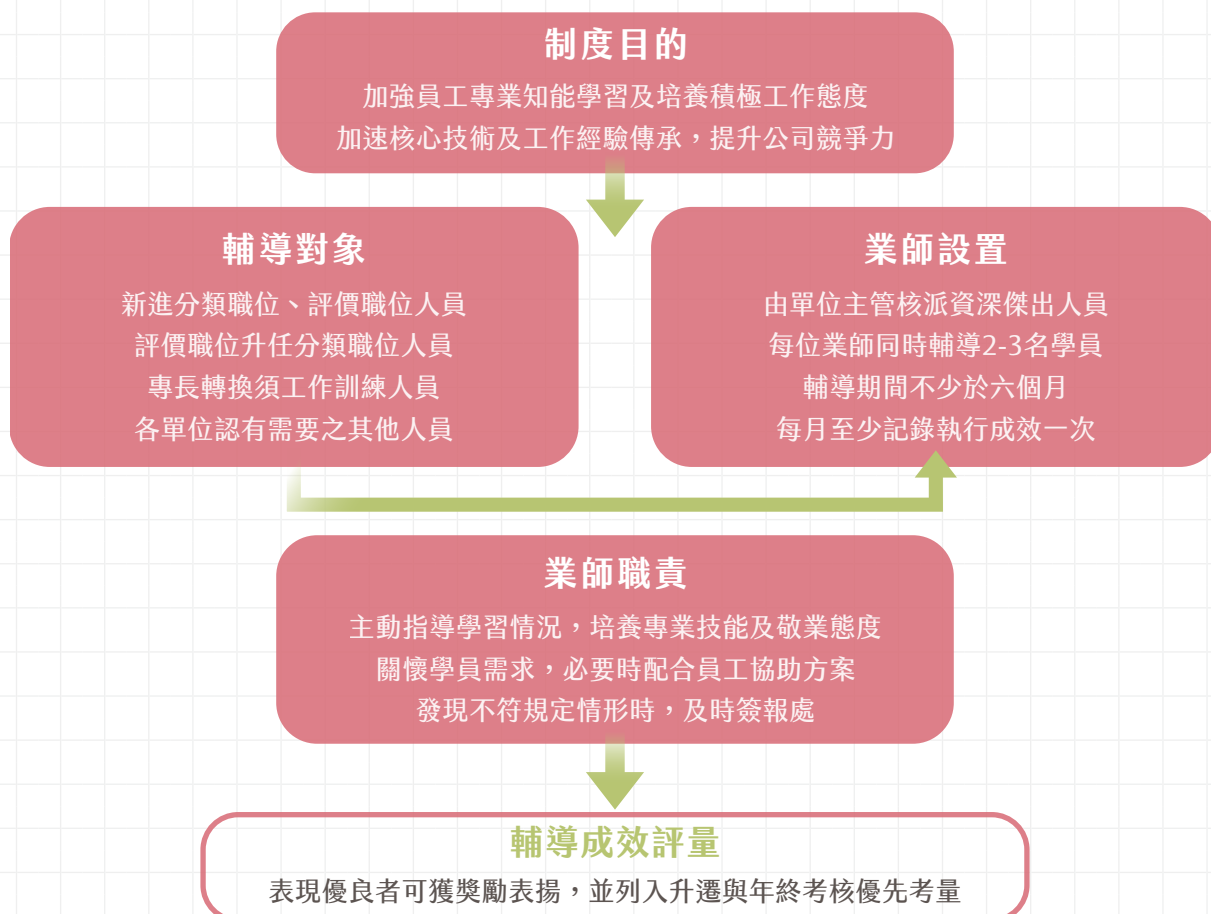 制度目的
加強員工專業知能學習及培養積極工作態度
加速核心技術及工作經驗傳承，提升公司競爭力
輔導對象
新進分類職位、評價職位人員
評價職位升任分類職位人員
專長轉換須工作訓練人員
各單位認有需要之其他人員
業師設置
由單位主管核派資深傑出人員
每位業師同時輔導2-3名學員
輔導期間不少於六個月
每月至少記錄執行成效一次
業師職責
主動指導學習情況，培養專業技能及敬業態度
關懷學員需求，必要時配合員工協助方案
發現不符規定情形時，及時簽報處
輔導成效評量
表現優良者可獲獎勵表揚，並列入升遷與年終考核優先考量